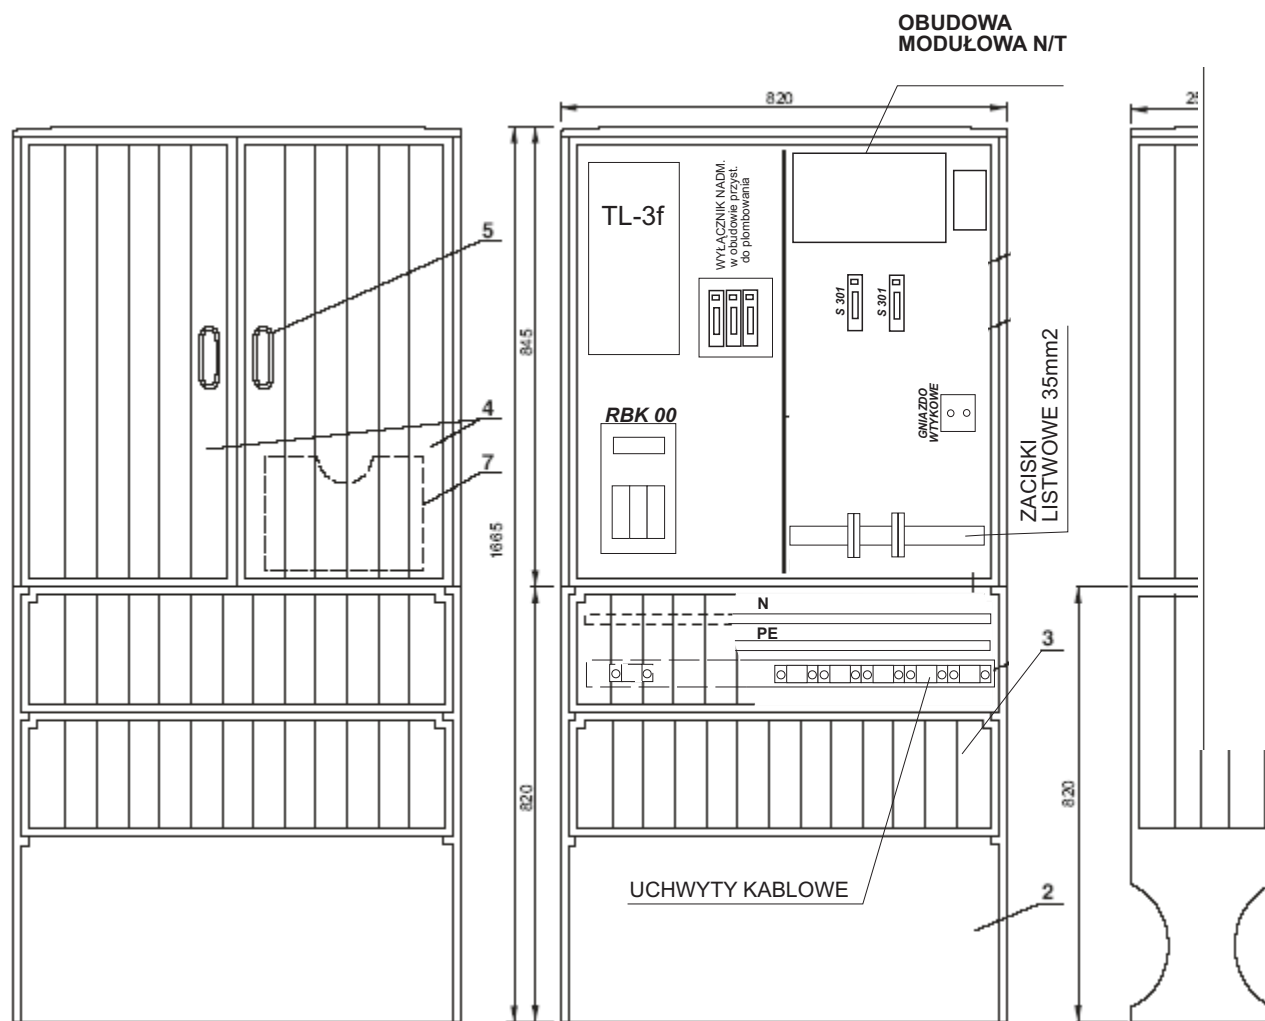 OBUDOWA
MODUŁOWA N/T
820
TL-3f
WYŁĄCZNIK NADM.
w obudowie przyst.
do plombowania
5
S 301
S 301
845
ZACISKI
LISTWOWE 35mm2
GNIAZDO
WTYKOWE
4
RBK 00
7
1665
N
PE
3
820
820
UCHWYTY KABLOWE
2